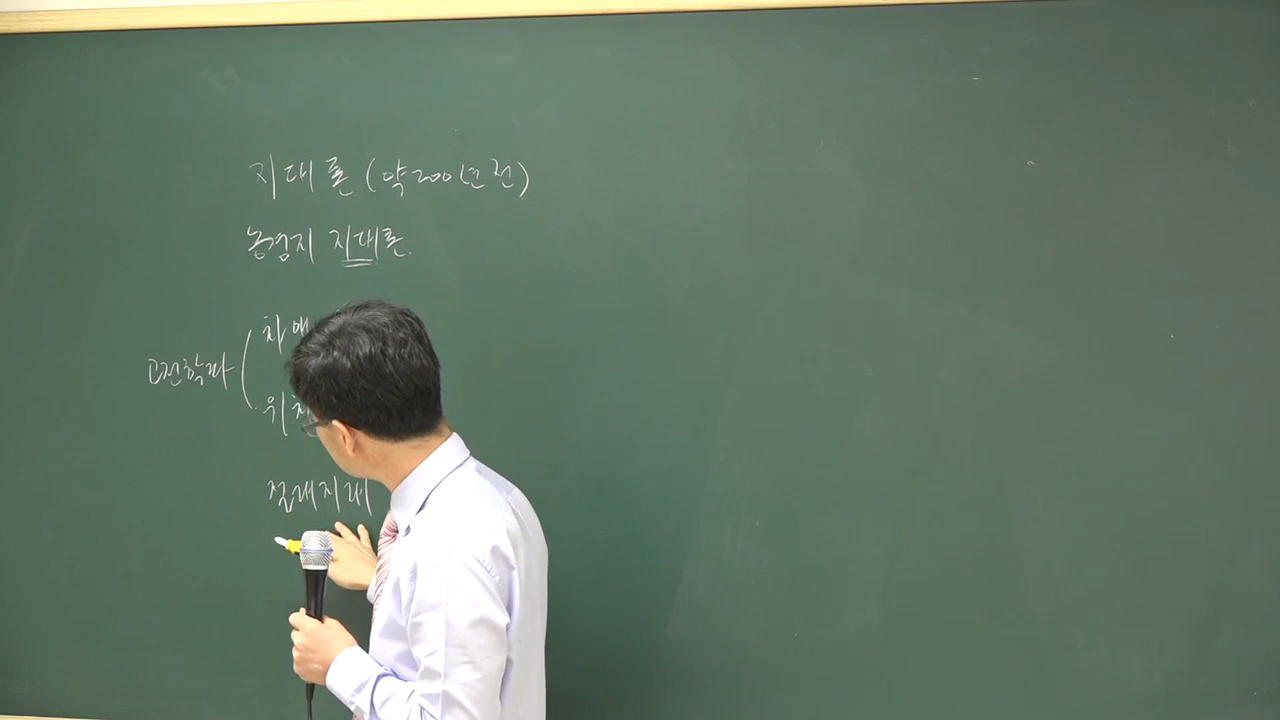 지대론 (약200년전)
농경지 지대론.
차액
고전학파
위치
절대지대